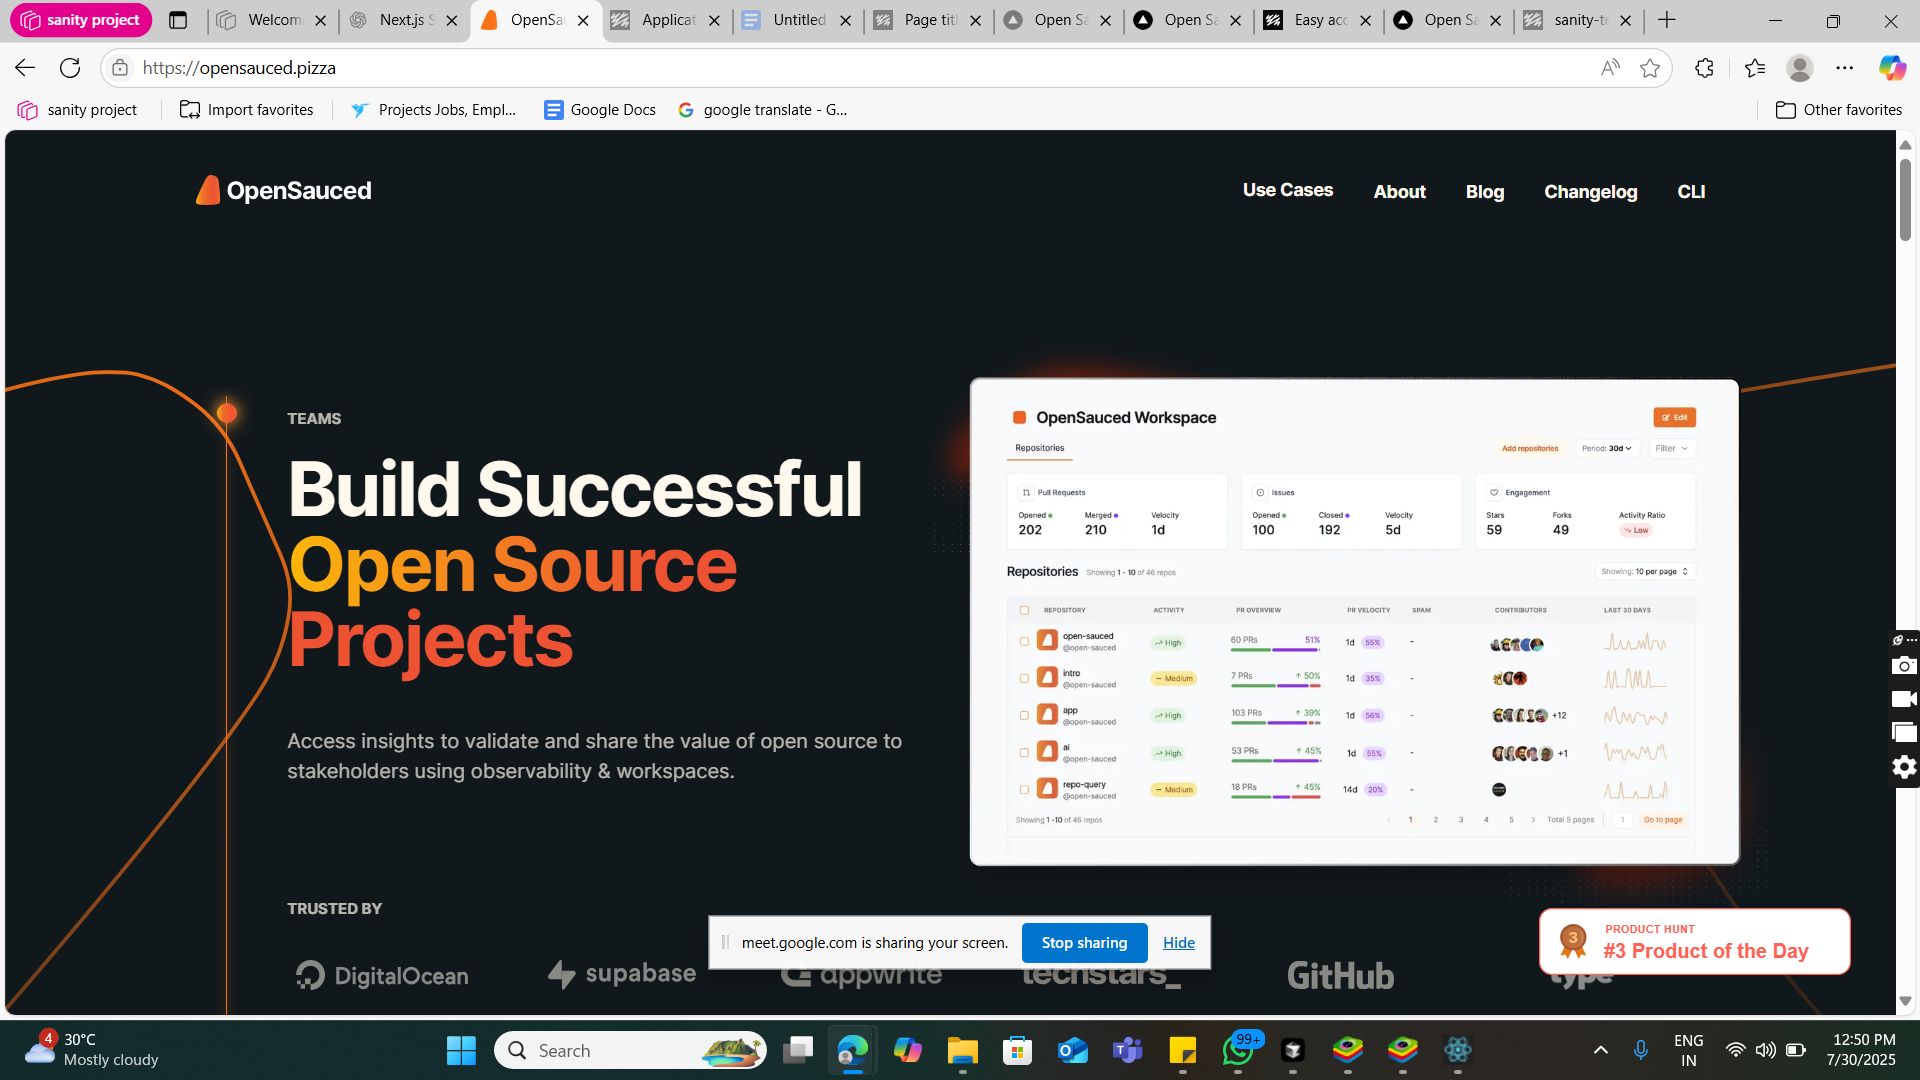 sanity project
Welcom
Next.js S
OpenSau
Applicat
Untitled
Page titl
Open Sa
Open Sa
Easy acc
Open Sa
sanity-te
https://opensauced.pizza
sanity project
Import favorites
Projects Jobs, Empl...
Google Docs
google translate - G...
Other favorites
OpenSauced
Use Cases
About
Blog
Changelog
CLI
TEAMS
Build Successful
Open Source
Projects
Access insights to validate and share the value of open source to
stakeholders using observability & workspaces.
OpenSauced Workspace
Edit
Repositories
Add repositories
Period: 30d
Filter
Pull Requests
Opened Merged Velocity
202 210 1d
Issues
Opened Closed Velocity
100 192 5d
Engagement
Stars Forks Activity Ratio
59 49 Low
Repositories Showing 1 - 10 of 46 repos
Showing: 10 per page
REPOSITORY ACTIVITY PR OVERVIEW PR VELOCITY SPAM CONTRIBUTORS LAST 30 DAYS
open-sauced
@open-sauced
High
60 PRs 51%
1d 55% -
intro
@open-sauced
Medium
7 PRs ↑ 50%
1d 35% -
app
@open-sauced
High
103 PRs ↑ 39%
1d 56% - +12
ai
@open-sauced
High
53 PRs ↑ 45%
1d 55% - +1
repo-query
@open-sauced
Medium
18 PRs ↑ 45%
14d 20% -
Showing 1 -10 of 46 repos
1 2 3 4 5
Total 5 pages
1
Go to page
TRUSTED BY
DigitalOcean
supabase
appwrite
techstars_
GitHub
type
meet.google.com is sharing your screen.
Stop sharing
Hide
3
PRODUCT HUNT
#3 Product of the Day
4
30°C
Mostly cloudy
Search
99+
ENG
IN
12:50 PM
7/30/2025